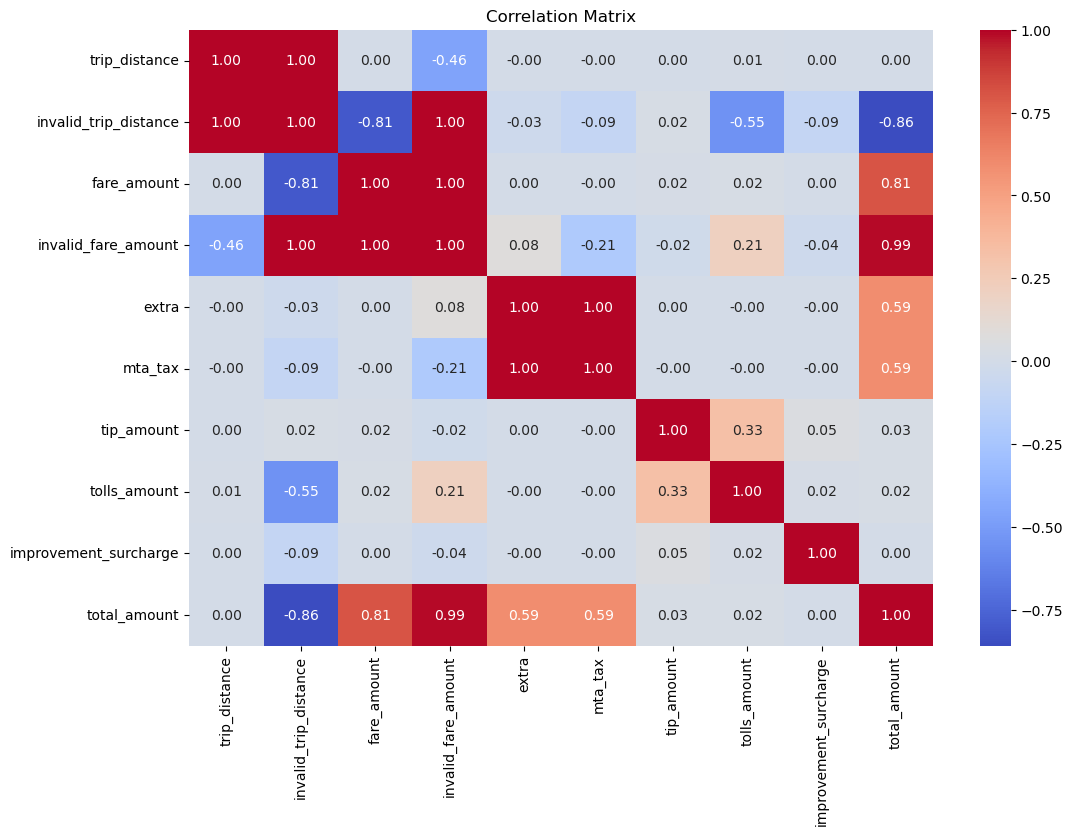 Correlation Matrix
trip_distance 1.00 1.00 0.00 -0.46 -0.00 -0.00 0.00 0.01 0.00 0.00
invalid_trip_distance 1.00 1.00 -0.81 1.00 -0.03 -0.09 0.02 -0.55 -0.09 -0.86
fare_amount 0.00 -0.81 1.00 1.00 0.00 -0.00 0.02 0.02 0.00 0.81
invalid_fare_amount -0.46 1.00 1.00 1.00 0.08 -0.21 -0.02 0.21 -0.04 0.99
extra -0.00 -0.03 0.00 0.08 1.00 1.00 0.00 -0.00 -0.00 0.59
mta_tax -0.00 -0.09 -0.00 -0.21 1.00 1.00 -0.00 -0.00 -0.00 0.59
tip_amount 0.00 0.02 0.02 -0.02 0.00 -0.00 1.00 0.33 0.05 0.03
tolls_amount 0.01 -0.55 0.02 0.21 -0.00 -0.00 0.33 1.00 0.02 0.02
improvement_surcharge 0.00 -0.09 0.00 -0.04 -0.00 -0.00 0.05 0.02 1.00 0.00
total_amount 0.00 -0.86 0.81 0.99 0.59 0.59 0.03 0.02 0.00 1.00
trip_distance
invalid_trip_distance
fare_amount
invalid_fare_amount
extra
mta_tax
tip_amount
tolls_amount
improvement_surcharge
total_amount
1.00
0.75
0.50
0.25
0.00
-0.25
-0.50
-0.75